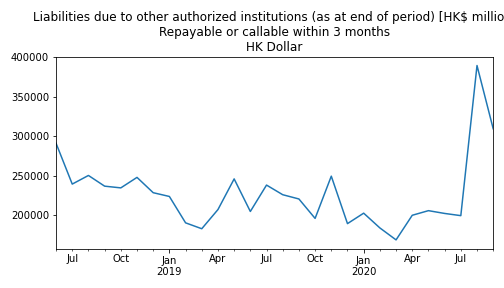 Liabilities due to other authorized institutions (as at end of period) [HK$ millio
Repayable or callable within 3 months
HK Dollar
400000
350000
300000
250000
200000
Jul Oct Jan Apr Jul Oct Jan Apr Jul
2019 2020